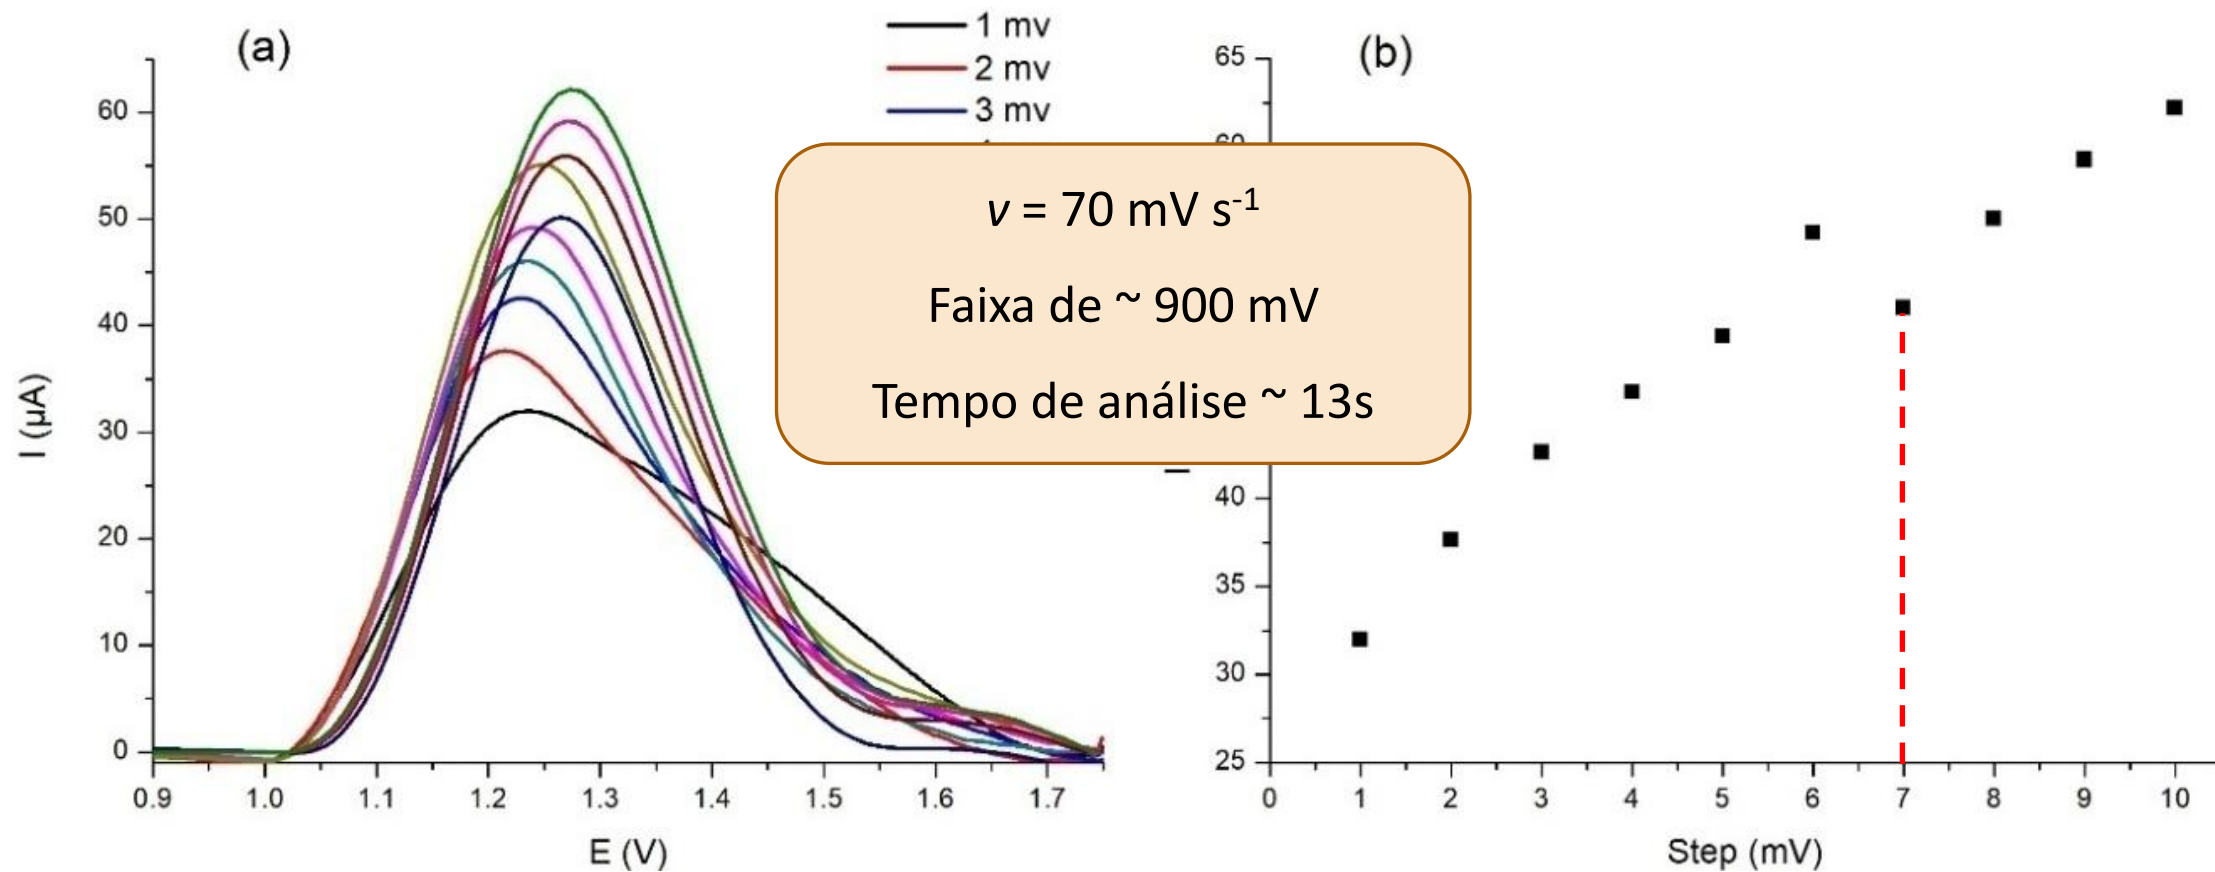 (a)
1 mv
2 mv
3 mv
60
50
40
30
20
10
0
I (µA)
0.9 1.0 1.1 1.2 1.3 1.4 1.5 1.6 1.7
E (V)
v = 70 mV s-1
Faixa de ~ 900 mV
Tempo de análise ~ 13s
(b)
65
40
35
30
25
0 1 2 3 4 5 6 7 8 9 10
Step (mV)